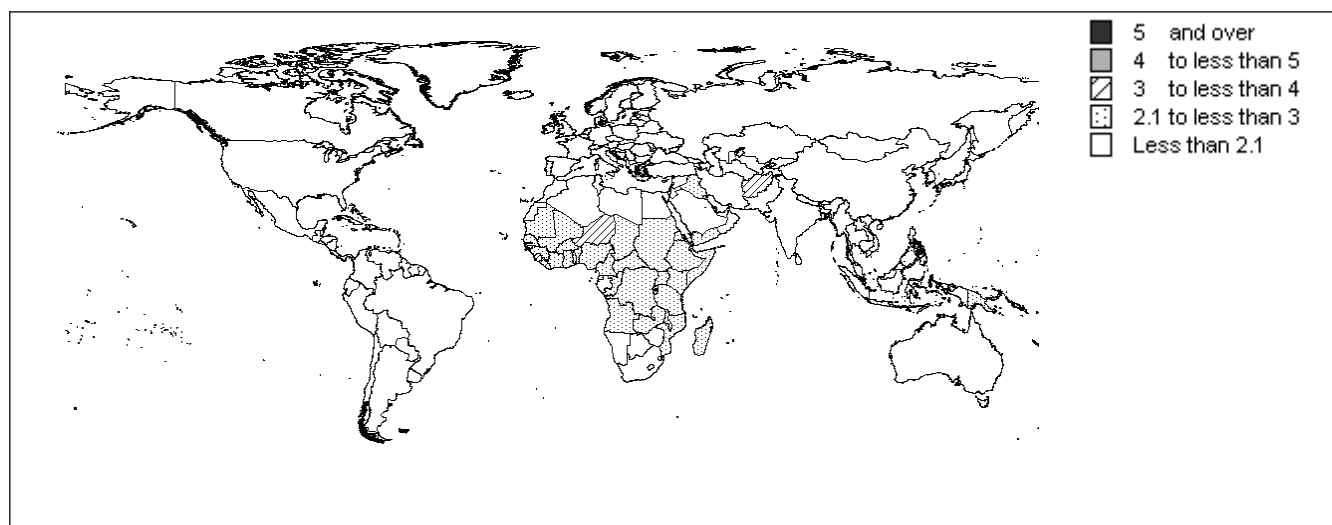 5 and over
4 to less than 5
3 to less than 4
2.1 to less than 3
Less than 2.1